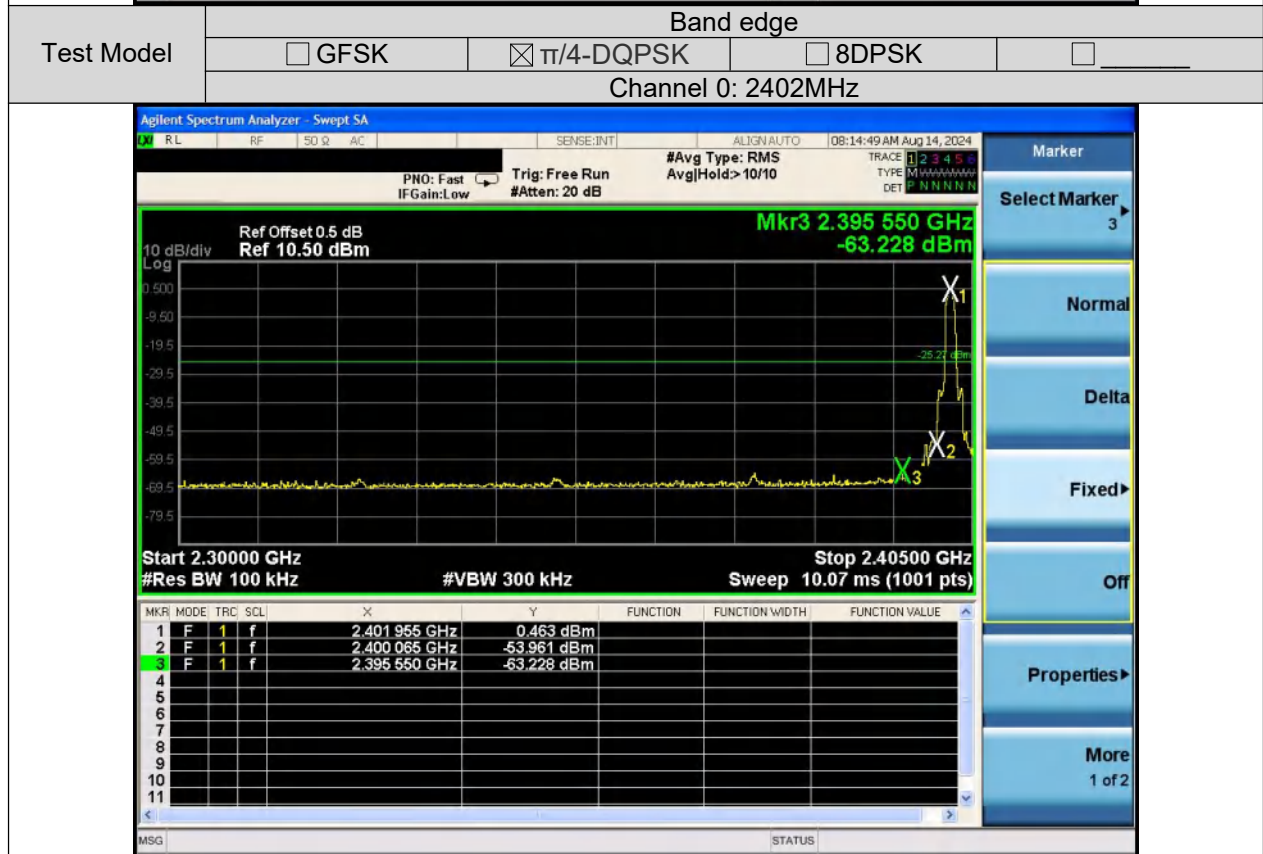 Band edge
Test Model
☐ GFSK ☒ π/4-DQPSK ☐ 8DPSK ☐ ______
Channel 0: 2402MHz
Agilent Spectrum Analyzer - Swept SA
LXI RL RF 50 Ω AC SENSE:INT ALIGNAUTO 08:14:49 AM Aug 14, 2024
Marker
#Avg Type: RMS TRACE 1 2 3 4 5 6
PNO: Fast Trig: Free Run Avg|Hold:>10/10 TYPE MWWWWW
IFGain:Low #Atten: 20 dB DET P N N N N N
Select Marker
3
Mkr3 2.395 550 GHz
-63.228 dBm
Ref Offset 0.5 dB
10 dB/div Ref 10.50 dBm
Log
0.500
-9.50
-19.5
-29.5
-39.5
-49.5
-59.5
-69.5
-79.5
1
-25.27 dBm
2
3
Normal
Delta
Fixed
Off
Start 2.30000 GHz Stop 2.40500 GHz
#Res BW 100 kHz #VBW 300 kHz Sweep 10.07 ms (1001 pts)
MKR MODE TRC SCL X Y FUNCTION FUNCTION WIDTH FUNCTION VALUE
1 F 1 f 2.401 955 GHz 0.463 dBm
2 F 1 f 2.400 065 GHz -53.961 dBm
3 F 1 f 2.395 550 GHz -63.228 dBm
4
5
6
7
8
9
10
11
Properties
More
1 of 2
MSG STATUS